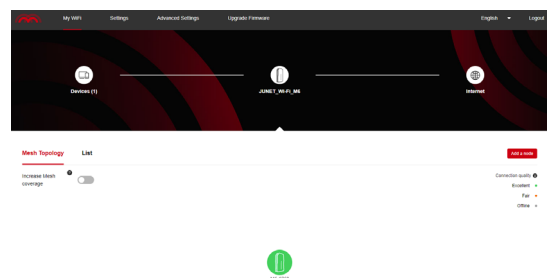 My WiFi
Settings
Advanced Settings
Upgrade Firmware
English
Logout
Devices (1)
JUNET_WI-FI_M6
Internet
Mesh Topology
List
Add a node
Increase Mesh
coverage
Connection quality
Excellent
Fair
Offline